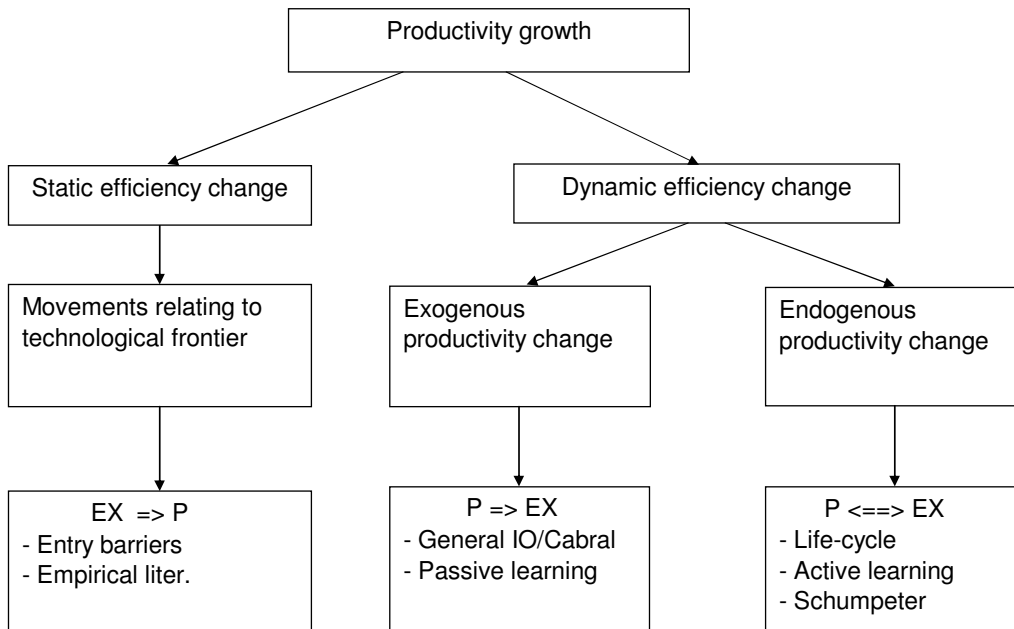 Productivity growth
Static efficiency change
Dynamic efficiency change
Movements relating to
technological frontier
Exogenous
productivity change
Endogenous
productivity change
EX => P
- Entry barriers
- Empirical liter.
P => EX
- General IO/Cabral
- Passive learning
P <==> EX
- Life-cycle
- Active learning
- Schumpeter